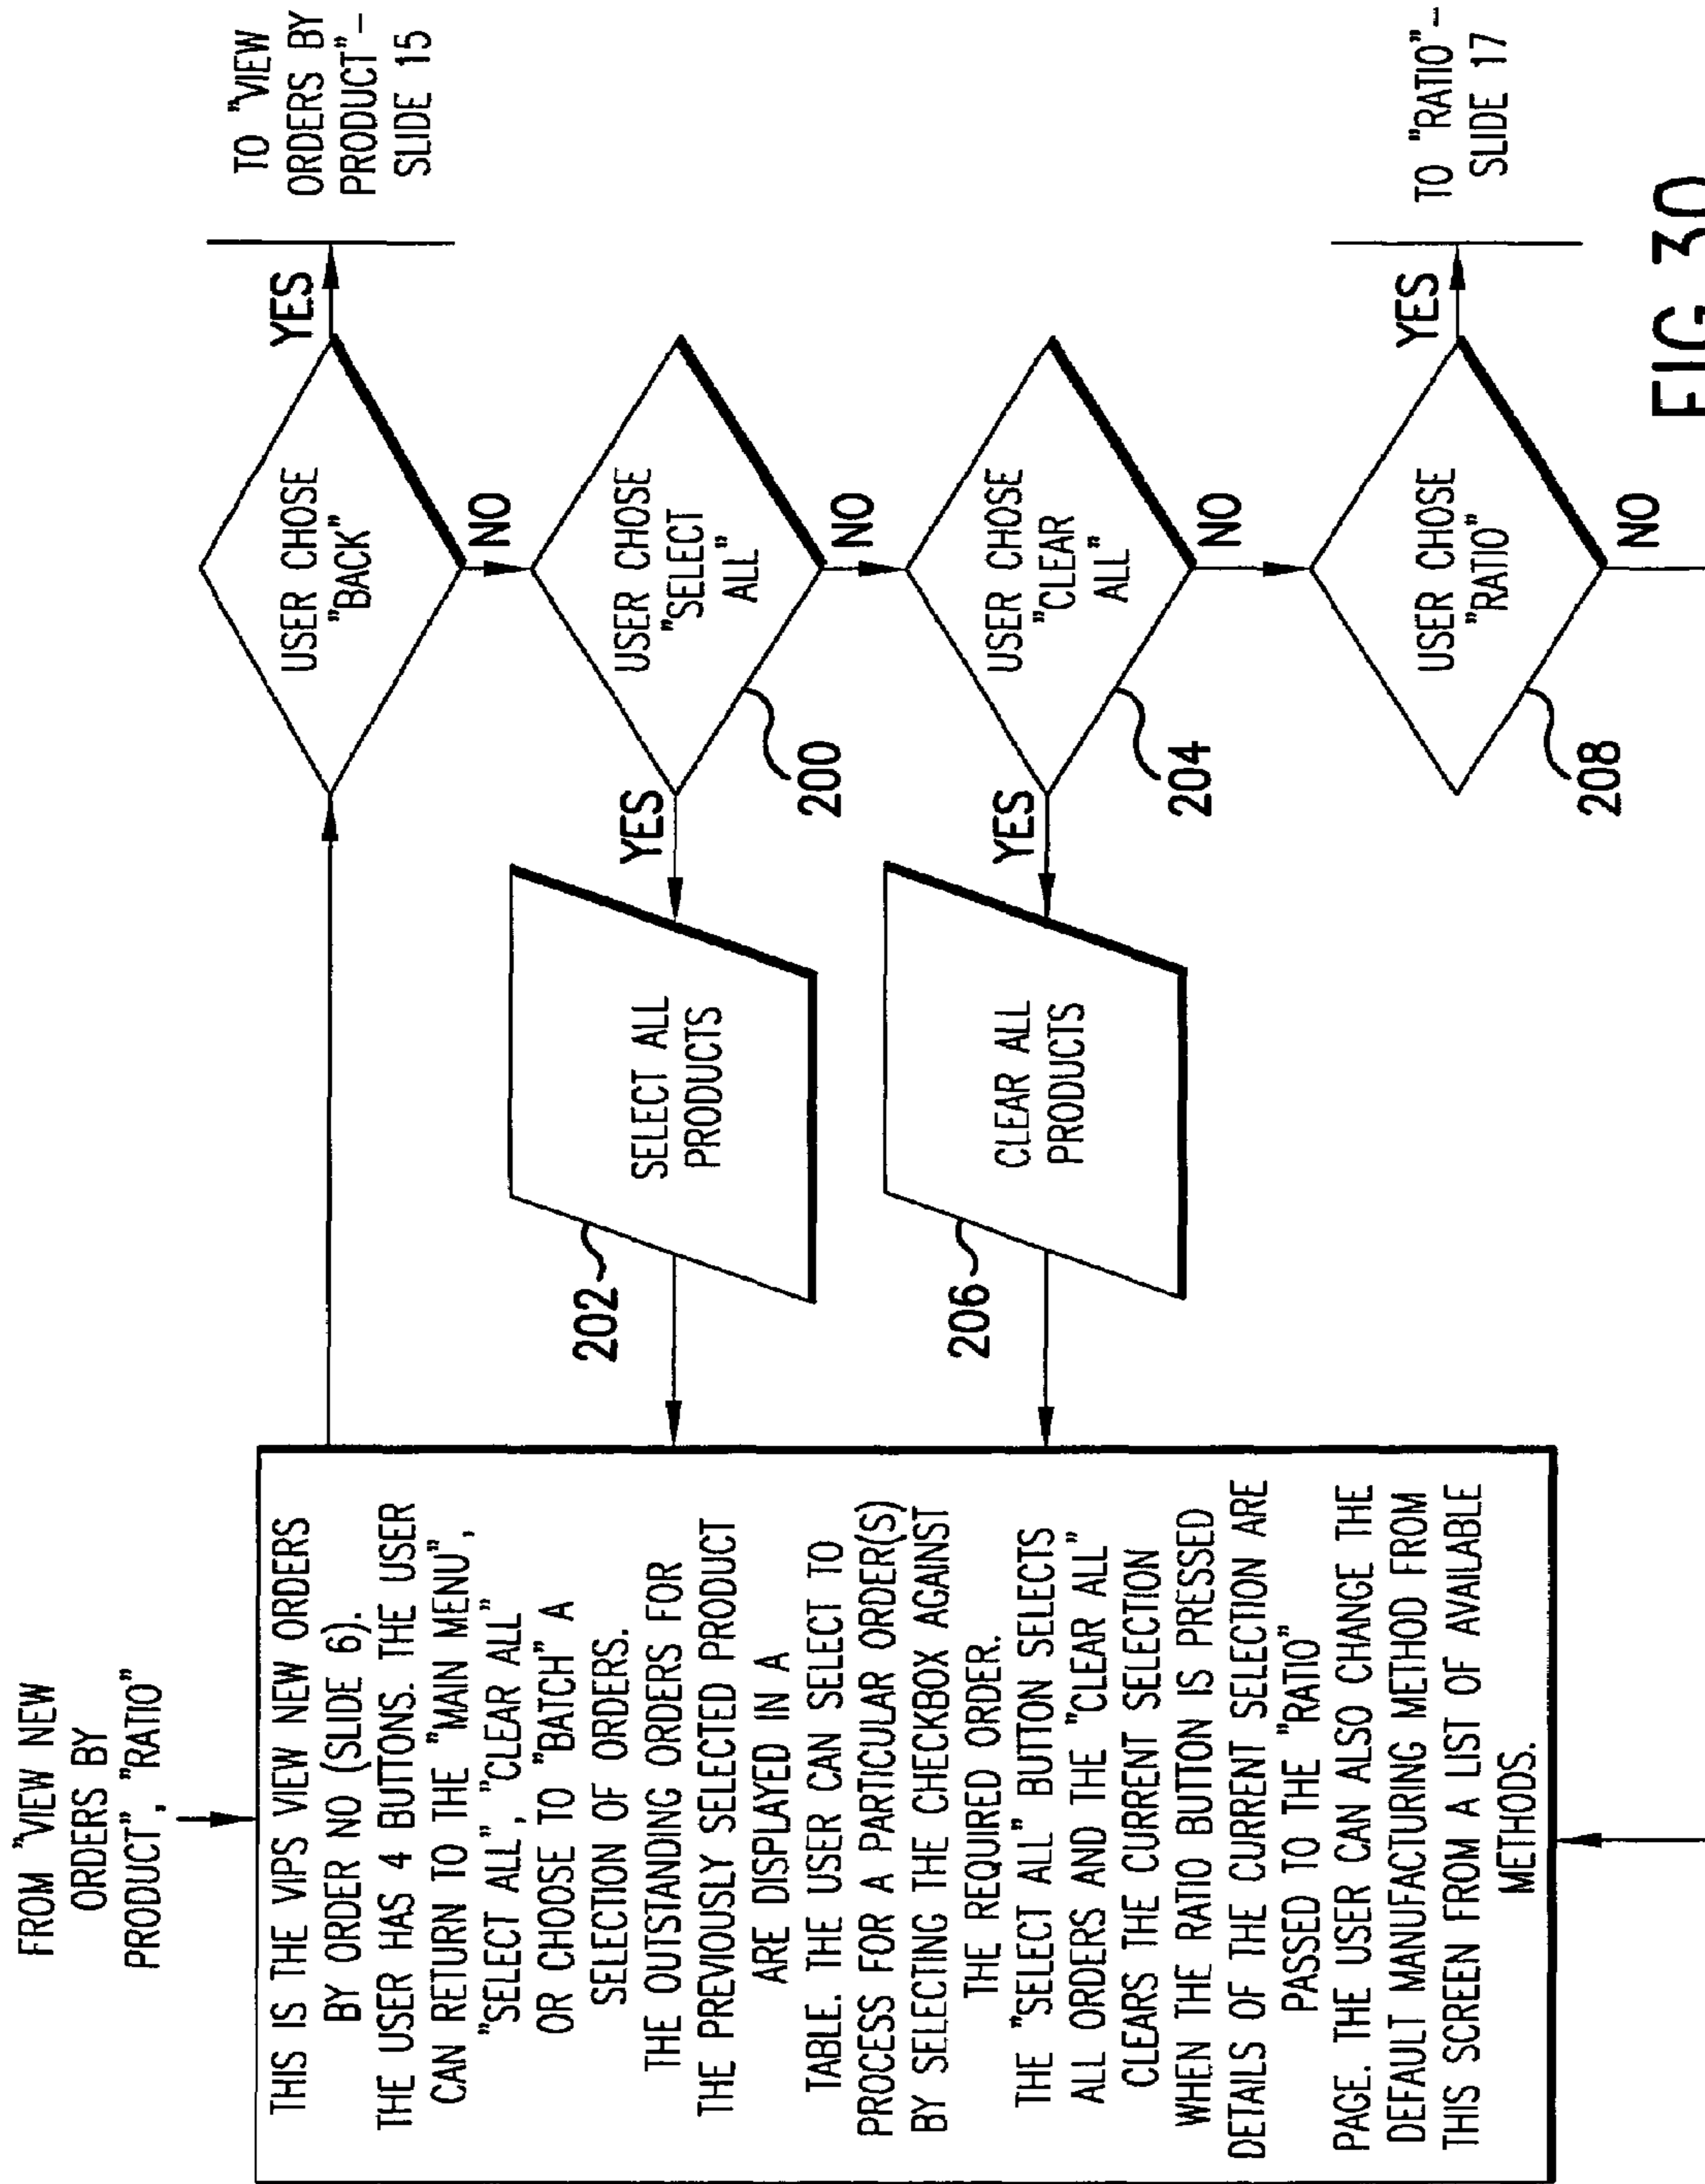 FROM "VIEW NEW
ORDERS BY
PRODUCT", "RATIO"
THIS IS THE VIPS VIEW NEW ORDERS
BY ORDER NO (SLIDE 6).
THE USER HAS 4 BUTTONS. THE USER
CAN RETURN TO THE "MAIN MENU",
"SELECT ALL", "CLEAR ALL"
OR CHOOSE TO "BATCH" A
SELECTION OF ORDERS.
THE OUTSTANDING ORDERS FOR
THE PREVIOUSLY SELECTED PRODUCT
ARE DISPLAYED IN A
TABLE. THE USER CAN SELECT TO
PROCESS FOR A PARTICULAR ORDER(S)
BY SELECTING THE CHECKBOX AGAINST
THE REQUIRED ORDER.
THE "SELECT ALL" BUTTON SELECTS
ALL ORDERS AND THE "CLEAR ALL"
CLEARS THE CURRENT SELECTION
WHEN THE RATIO BUTTON IS PRESSED
DETAILS OF THE CURRENT SELECTION ARE
PASSED TO THE "RATIO"
PAGE. THE USER CAN ALSO CHANGE THE
DEFAULT MANUFACTURING METHOD FROM
THIS SCREEN FROM A LIST OF AVAILABLE
METHODS.
USER CHOSE
"BACK"
YES
TO "VIEW
ORDERS BY
PRODUCT"-
SLIDE 15
NO
USER CHOSE
"SELECT
ALL"
200
YES
SELECT ALL
PRODUCTS
202
NO
USER CHOSE
"CLEAR
ALL"
204
YES
CLEAR ALL
PRODUCTS
206
NO
USER CHOSE
"RATIO"
208
YES
TO "RATIO"-
SLIDE 17
NO
FIG.30